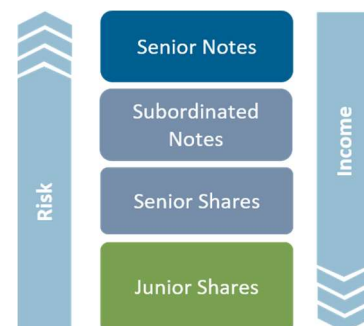 Senior Notes
Subordinated
Notes
Senior Shares
Junior Shares
Risk
Income